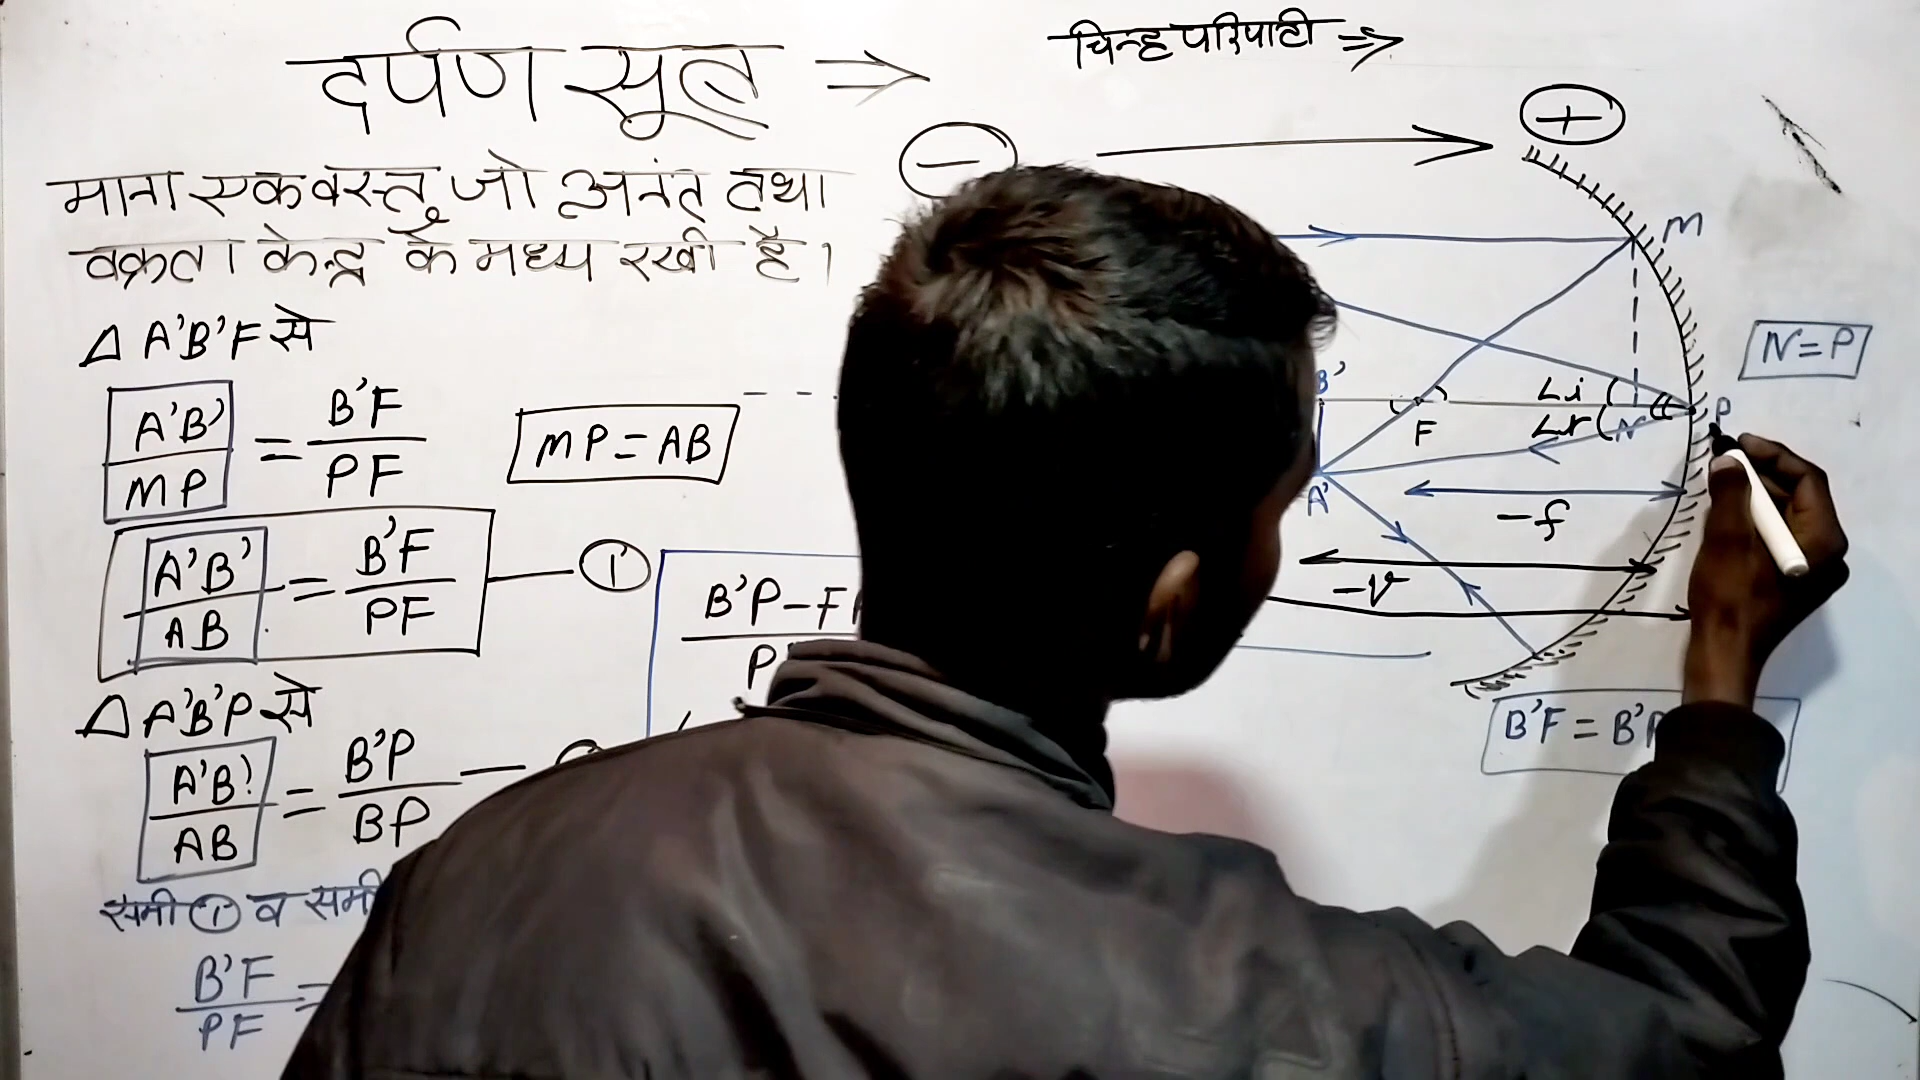 दर्पण सूत्र ⇒
चिन्ह परिपाटी ⇒
माना एक वस्तु जो अनंत तथा
वक्रता केन्द्र के मध्य रखी है।
Δ A'B'F से
A'B'/MP = B'F/PF
MP = AB
A'B'/AB = B'F/PF — ①
Δ A'B'P से
A'B'/AB = B'P/BP —
समी ① व समी
B'F/PF =
B'P – F
− +
M
N = P
B'
∠i
∠r
N
P
F
A'
-f
-v
B'F = B'P